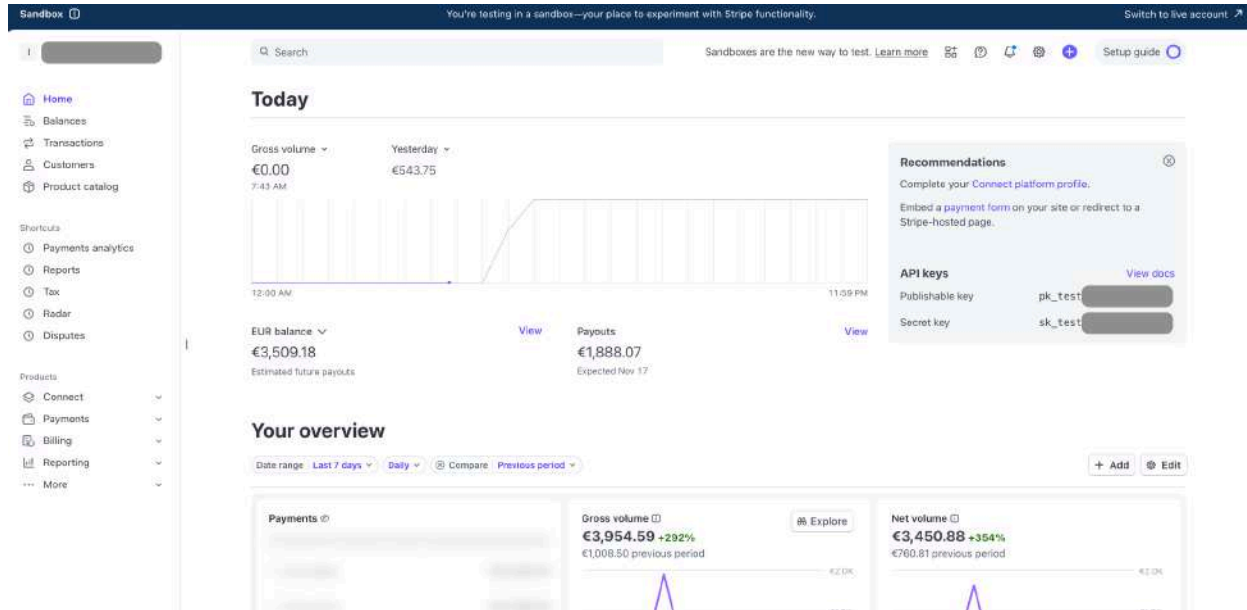 Sandbox
You're testing in a sandbox—your place to experiment with Stripe functionality.
Switch to live account
Search
Sandboxes are the new way to test. Learn more
Setup guide
Home
Balances
Transactions
Customers
Product catalog
Shortcuts
Payments analytics
Reports
Tax
Radar
Disputes
Products
Connect
Payments
Billing
Reporting
More
Today
Gross volume
€0.00
7:43 AM
Yesterday
€543.75
12:00 AM
11:59 PM
EUR balance
View
€3,509.18
Estimated future payouts
Payouts
View
€1,888.07
Expected Nov 17
Recommendations
Complete your Connect platform profile.
Embed a payment form on your site or redirect to a
Stripe-hosted page.
API keys
View docs
Publishable key
pk_test
Secret key
sk_test
Your overview
Date range Last 7 days
Daily
Compare Previous period
+ Add
Edit
Payments
Gross volume
Explore
€3,954.59 +292%
€1,008.50 previous period
€2.0K
Net volume
€3,450.88 +354%
€760.81 previous period
€2.0K